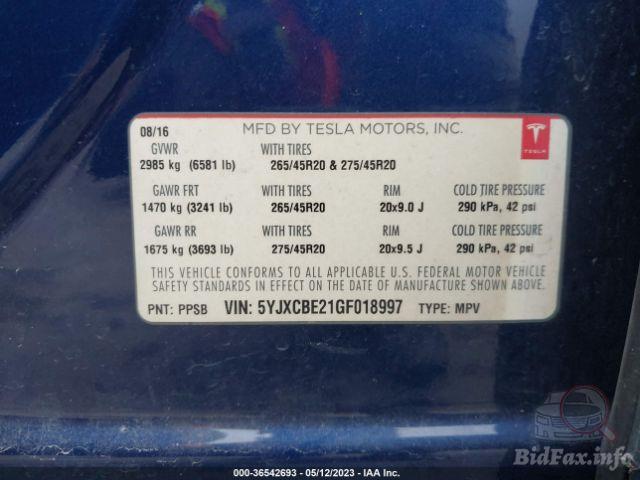 08/16 MFD BY TESLA MOTORS, INC.
GVWR WITH TIRES
2985 kg (6581 lb) 265/45R20 & 275/45R20
TESLA
GAWR FRT WITH TIRES RIM COLD TIRE PRESSURE
1470 kg (3241 lb) 265/45R20 20x9.0 J 290 kPa, 42 psi
GAWR RR WITH TIRES RIM COLD TIRE PRESSURE
1675 kg (3693 lb) 275/45R20 20x9.5 J 290 kPa, 42 psi
THIS VEHICLE CONFORMS TO ALL APPLICABLE U.S. FEDERAL MOTOR VEHICLE
SAFETY STANDARDS IN EFFECT ON THE DATE OF MANUFACTURE SHOWN ABOVE.
PNT: PPSB VIN: 5YJXCBE21GF018997 TYPE: MPV
BidFax.info
000-36542693 - 05/12/2023 - IAA Inc.